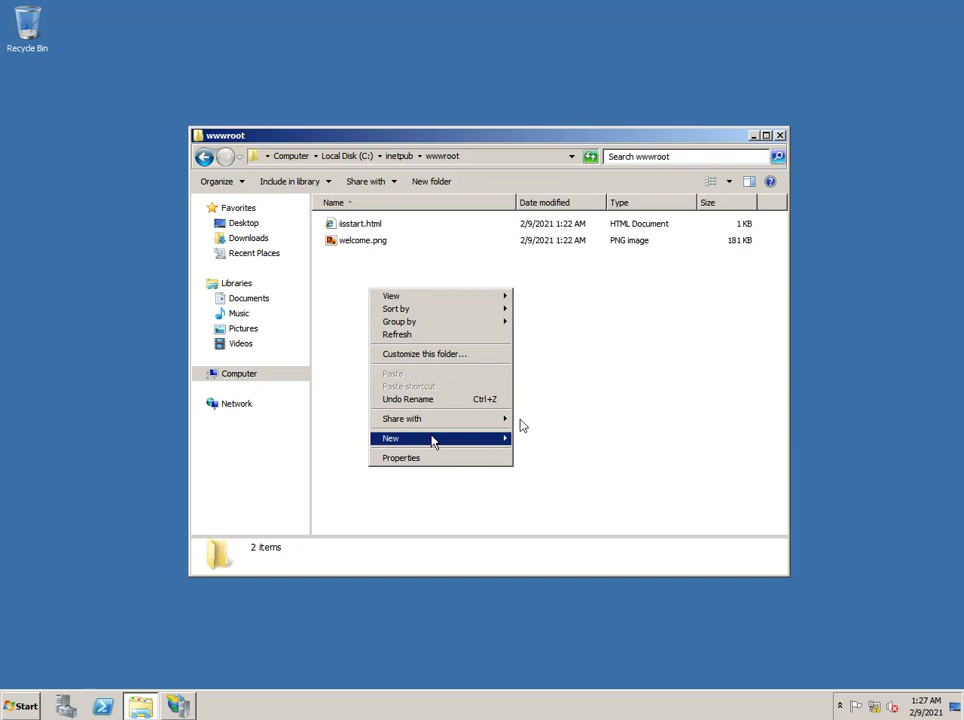 Recycle Bin
wwwroot
Computer Local Disk (C:) inetpub wwwroot
Search wwwroot
Organize Include in library Share with New folder
Name Date modified Type Size
Favorites
Desktop
Downloads
Recent Places
Libraries
Documents
Music
Pictures
Videos
Computer
Network
iisstart.html 2/9/2021 1:22 AM HTML Document 1 KB
welcome.png 2/9/2021 1:22 AM PNG image 181 KB
View
Sort by
Group by
Refresh
Customize this folder...
Paste
Paste shortcut
Undo Rename Ctrl+Z
Share with
New
Properties
2 items
Start
1:27 AM
2/9/2021